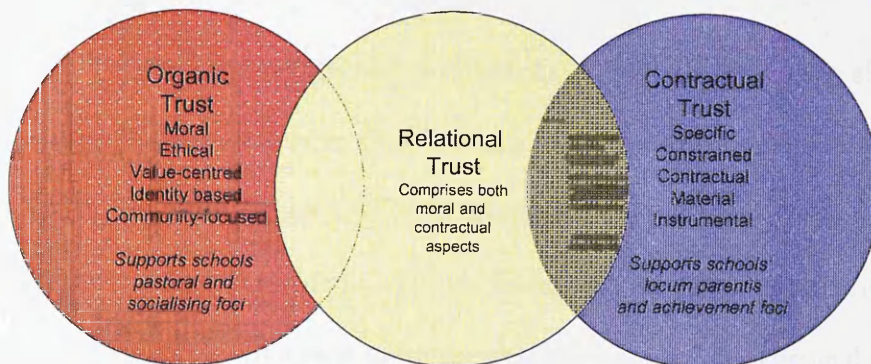 Organic
Trust
Moral
Ethical
Value-centred
Identity based
Community-focused
Supports schools
pastoral and
socialising foci
Relational
Trust
Comprises both
moral and
contractual
aspects
Contractual
Trust
Specific
Constrained
Contractual
Material
Instrumental
Supports schools'
locum parentis
and achievement foci